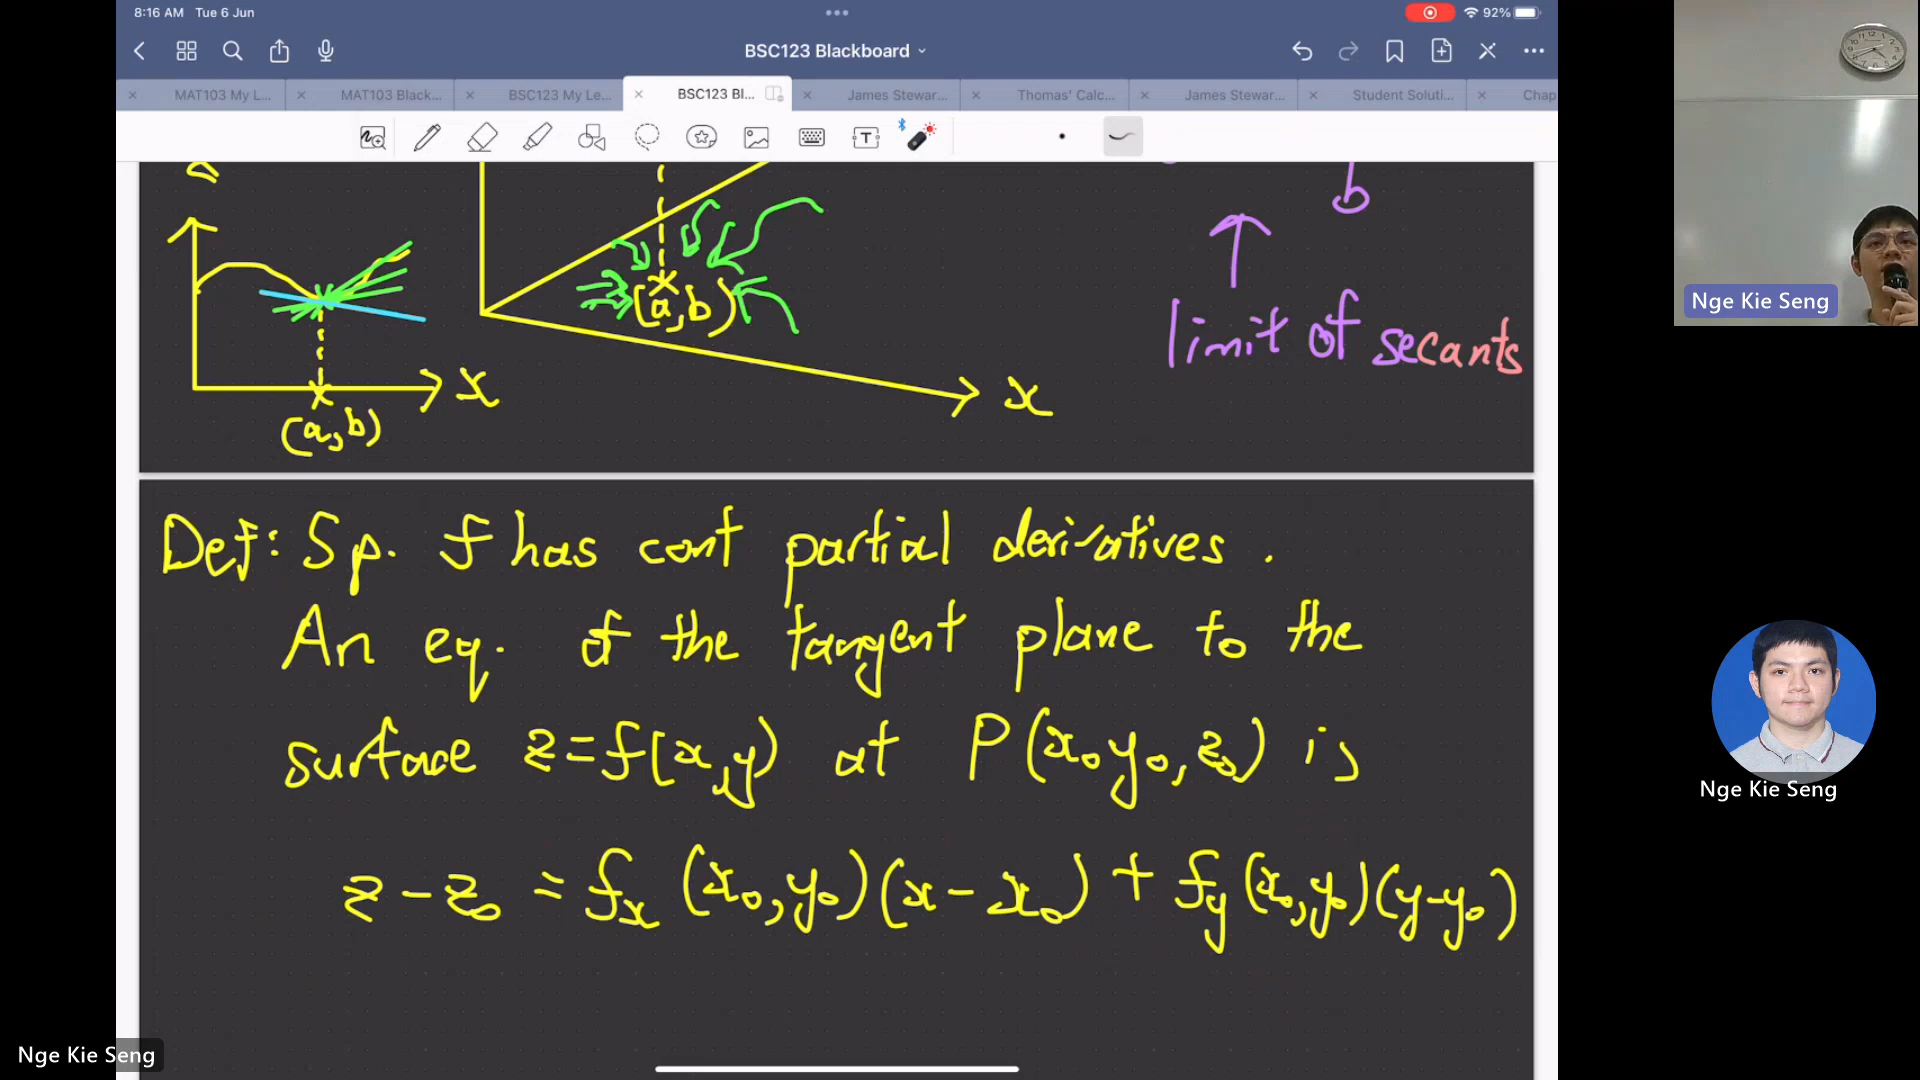 8:16 AM Tue 6 Jun
92%
BSC123 Blackboard
MAT103 My L...
MAT103 Black...
BSC123 My Le...
BSC123 Bl...
James Stewar...
Thomas' Calc...
James Stewar...
Student Soluti...
Chap
b
limit of secants
(a,b)
x
(a,b)
x
Def: Sp. f has cont partial derivatives.
An eq. of the tangent plane to the
surface z=f(x,y) at P(x₀y₀,z₀) is
z-z₀ = fₓ(x₀,y₀)(x-x₀) + f_y(x₀,y₀)(y-y₀)
Nge Kie Seng
Nge Kie Seng
Nge Kie Seng